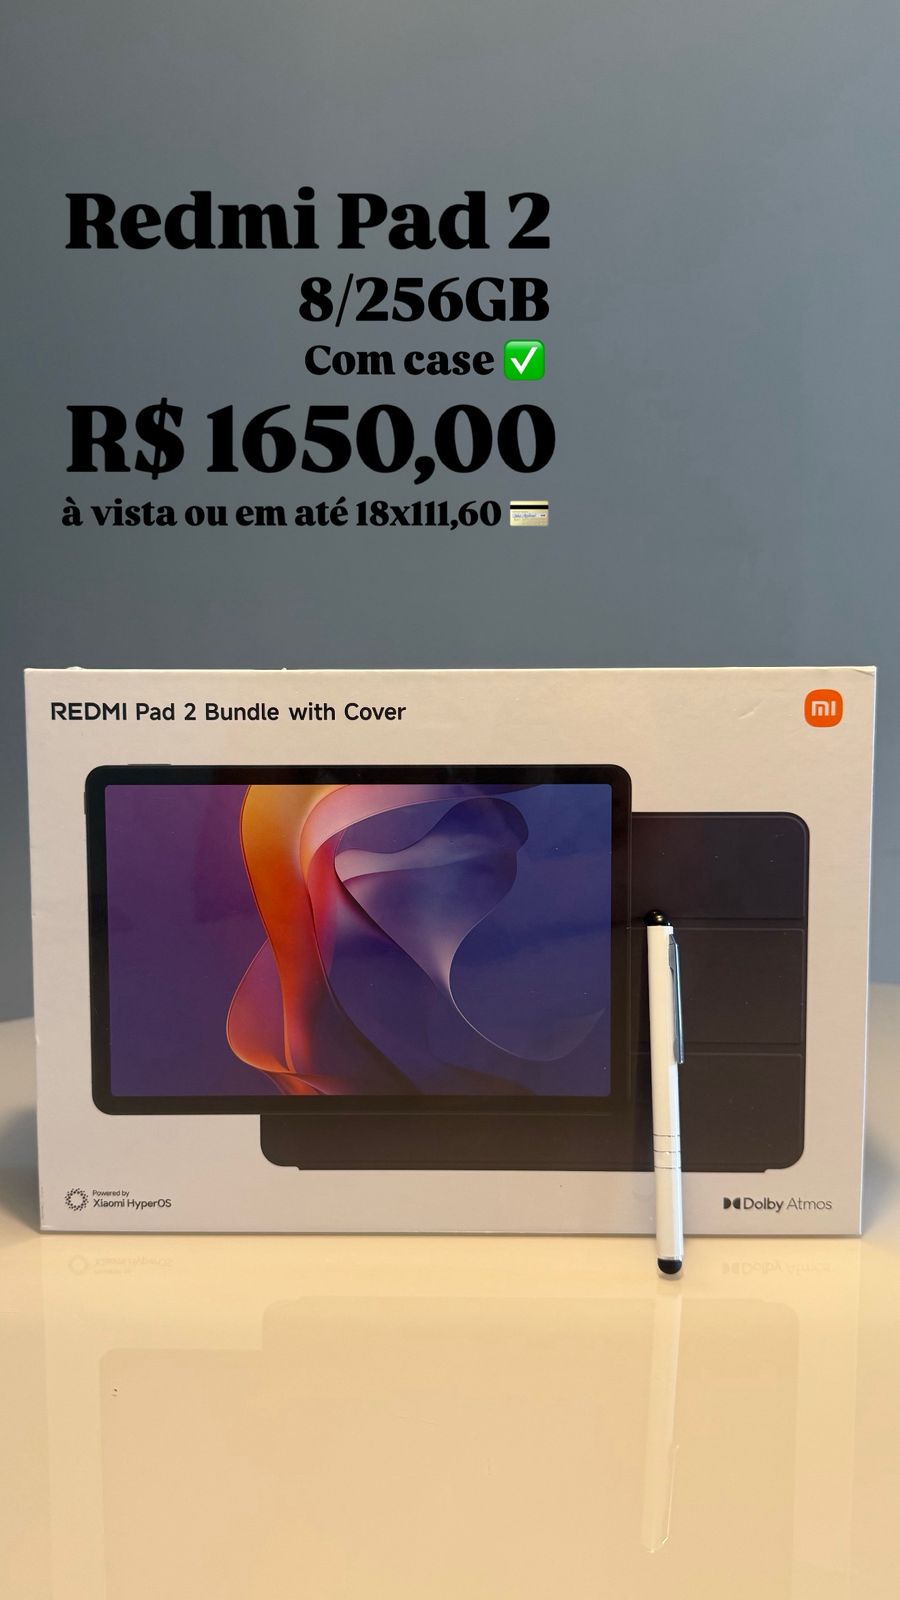 Redmi Pad 2
8/256GB
Com case ✅
R$ 1650,00
à vista ou em até 18x111,60 💳
REDMI Pad 2 Bundle with Cover
mi
Powered by
Xiaomi HyperOS
Dolby Atmos